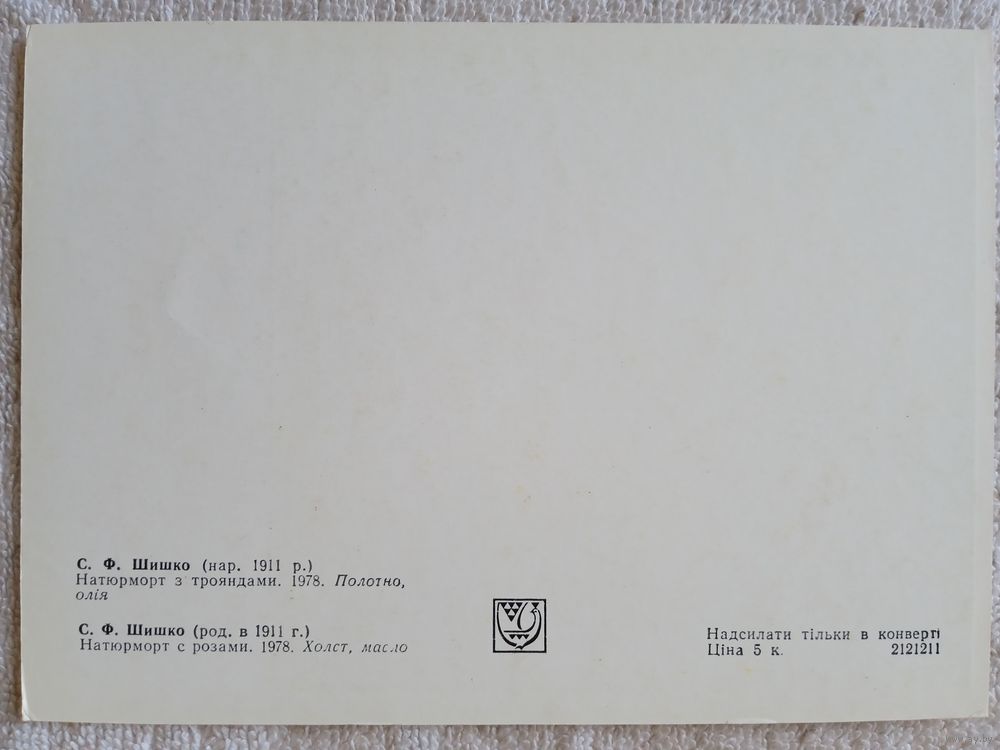 С. Ф. Шишко (нар. 1911 р.)
Натюрморт з трояндами. 1978. Полотно,
олія
С. Ф. Шишко (род. в 1911 г.)
Натюрморт с розами. 1978. Холст, масло
Надсилати тільки в конверті
Ціна 5 к. 2121211